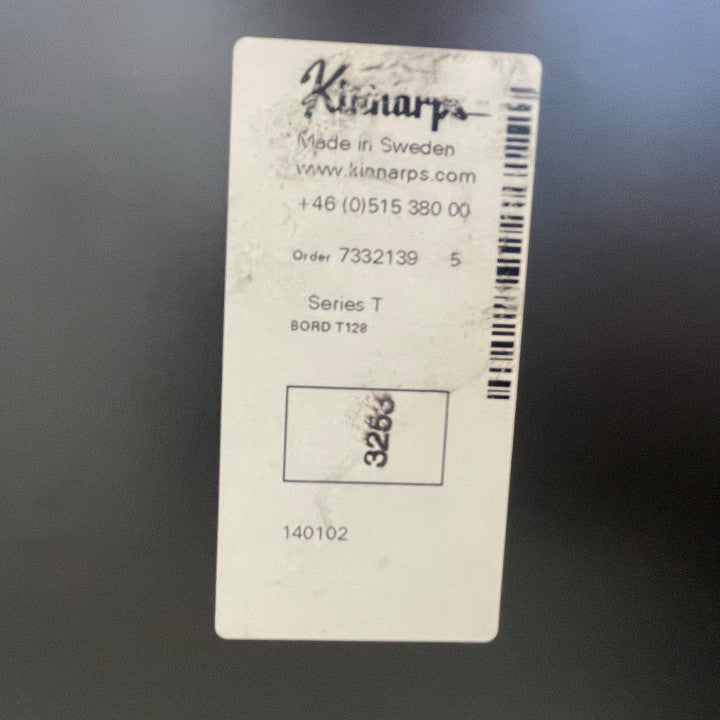 Kinnarps
Made in Sweden
www.kinnarps.com
+46 (0)515 380 00
Order 7332139 5
Series T
BORD T128
3263
140102